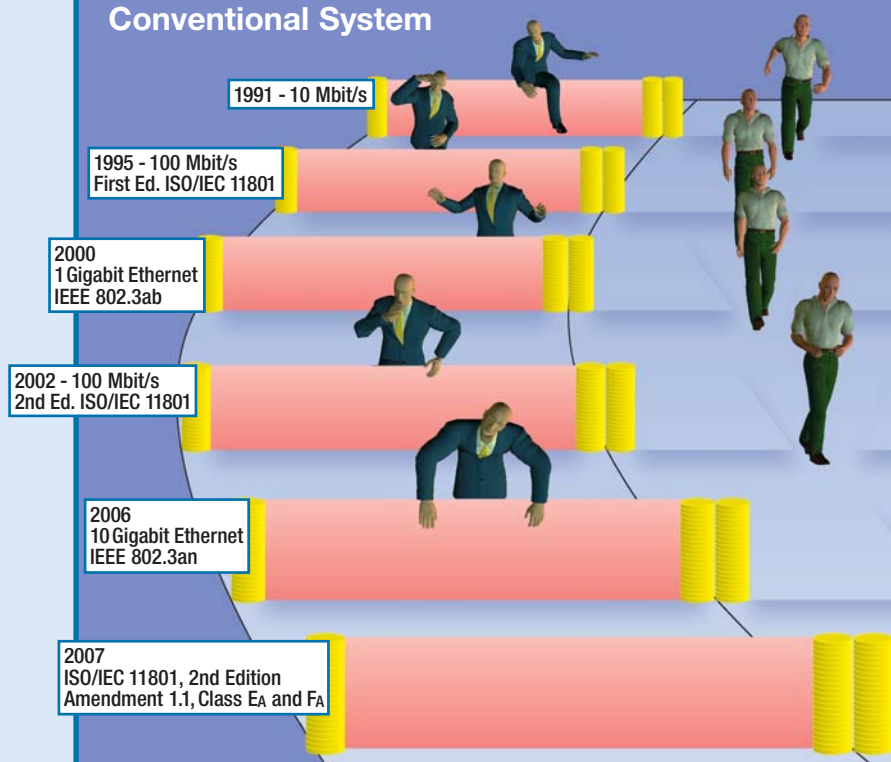 Conventional System
1991 - 10 Mbit/s
1995 - 100 Mbit/s
First Ed. ISO/IEC 11801
2000
1 Gigabit Ethernet
IEEE 802.3ab
2002 - 100 Mbit/s
2nd Ed. ISO/IEC 11801
2006
10 Gigabit Ethernet
IEEE 802.3an
2007
ISO/IEC 11801, 2nd Edition
Amendment 1.1, Class EA and FA